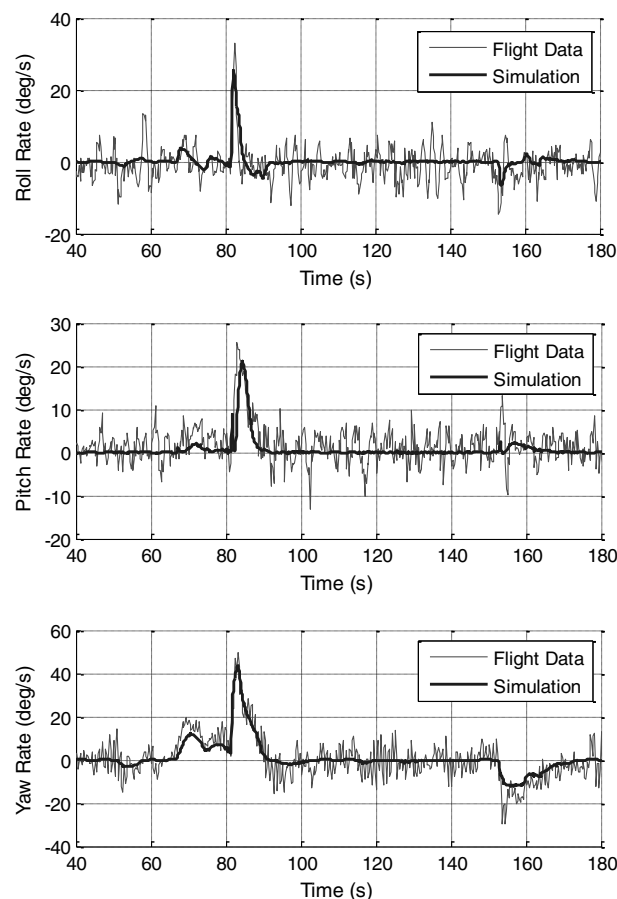 Roll Rate (deg/s)
40
20
0
-20
Flight Data
Simulation
40 60 80 100 120 140 160 180
Time (s)
Pitch Rate (deg/s)
30
20
10
0
-10
-20
Flight Data
Simulation
40 60 80 100 120 140 160 180
Time (s)
Yaw Rate (deg/s)
60
40
20
0
-20
-40
Flight Data
Simulation
40 60 80 100 120 140 160 180
Time (s)